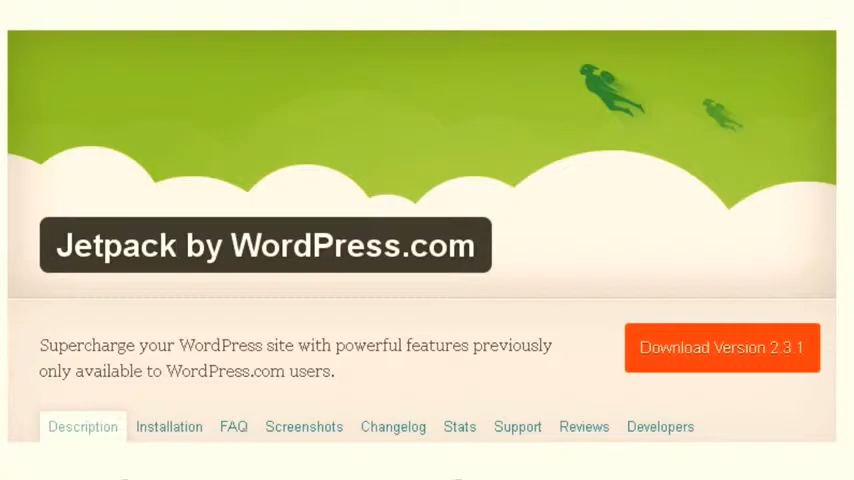 Jetpack by WordPress.com
Supercharge your WordPress site with powerful features previously
only available to WordPress.com users.
Download Version 2.3.1
Description Installation FAQ Screenshots Changelog Stats Support Reviews Developers